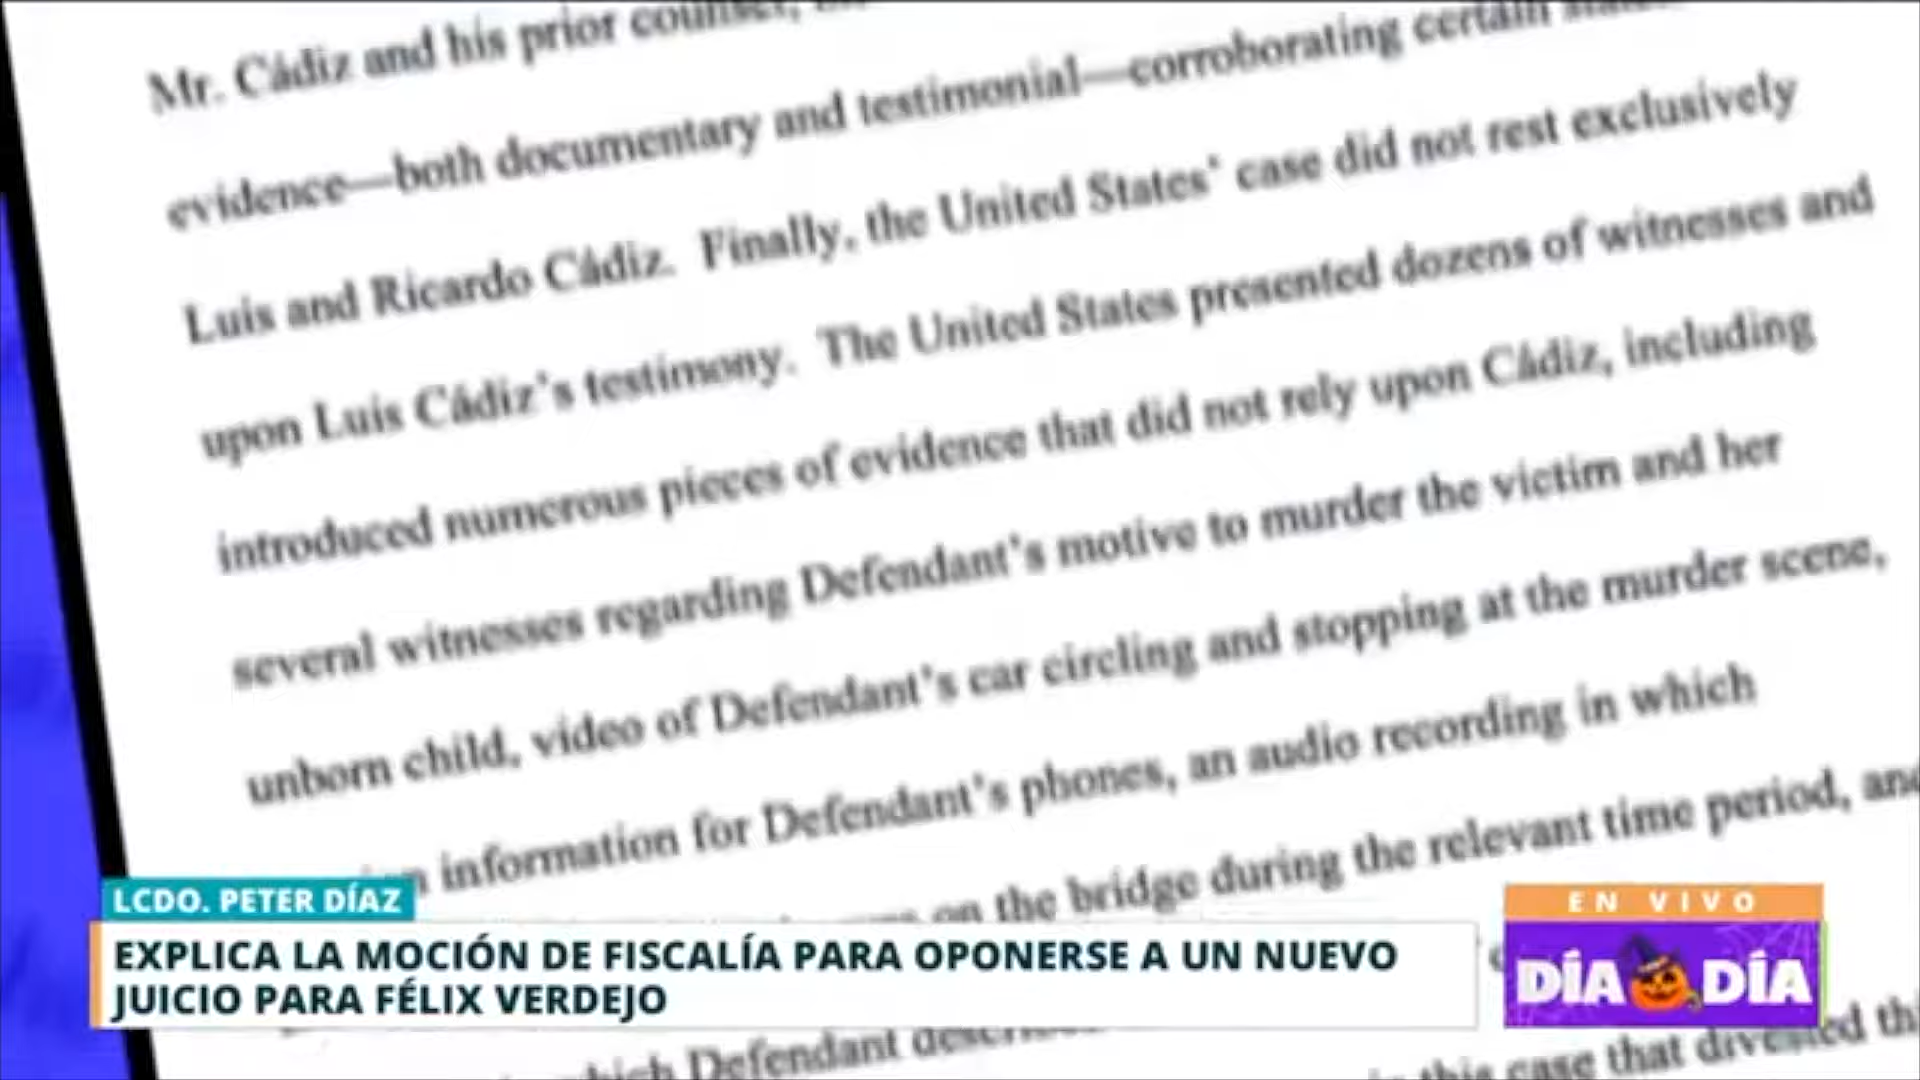 Mr. Cádiz and his prior counsel,
evidence—both documentary and testimonial—corroborating certain
Luis and Ricardo Cádiz. Finally, the United States' case did not rest exclusively
upon Luis Cádiz's testimony. The United States presented dozens of witnesses and
introduced numerous pieces of evidence that did not rely upon Cádiz, including
several witnesses regarding Defendant's motive to murder the victim and her
unborn child, video of Defendant's car circling and stopping at the murder scene,
information for Defendant's phones, an audio recording in which
on the bridge during the relevant time period, and
which Defendant
in this case that divested
LCDO. PETER DÍAZ
EXPLICA LA MOCIÓN DE FISCALÍA PARA OPONERSE A UN NUEVO
JUICIO PARA FÉLIX VERDEJO
EN VIVO
DÍA DÍA